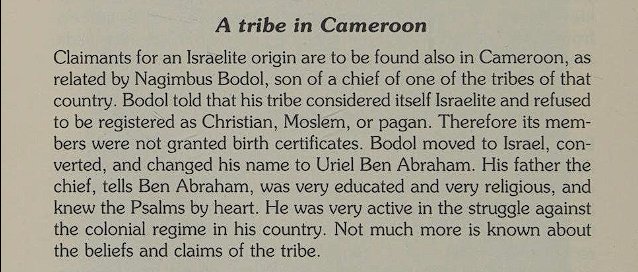 A tribe in Cameroon
Claimants for an Israelite origin are to be found also in Cameroon, as
related by Nagimbus Bodol, son of a chief of one of the tribes of that
country. Bodol told that his tribe considered itself Israelite and refused
to be registered as Christian, Moslem, or pagan. Therefore its mem-
bers were not granted birth certificates. Bodol moved to Israel, con-
verted, and changed his name to Uriel Ben Abraham. His father the
chief, tells Ben Abraham, was very educated and very religious, and
knew the Psalms by heart. He was very active in the struggle against
the colonial regime in his country. Not much more is known about
the beliefs and claims of the tribe.